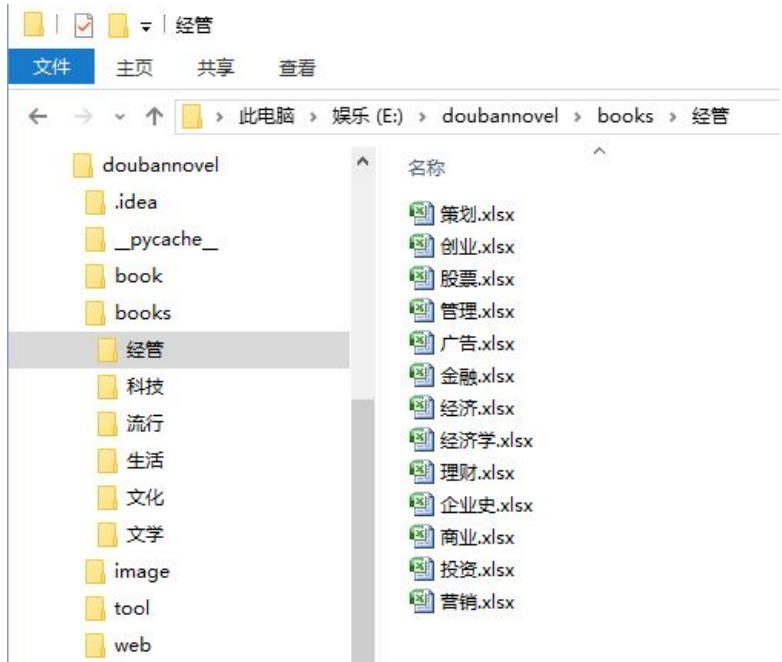 经管
文件 主页 共享 查看
此电脑 › 娱乐 (E:) › doubannovel › books › 经管
doubannovel
.idea
__pycache__
book
books
经管
科技
流行
生活
文化
文学
image
tool
web
名称
策划.xlsx
创业.xlsx
股票.xlsx
管理.xlsx
广告.xlsx
金融.xlsx
经济.xlsx
经济学.xlsx
理财.xlsx
企业史.xlsx
商业.xlsx
投资.xlsx
营销.xlsx